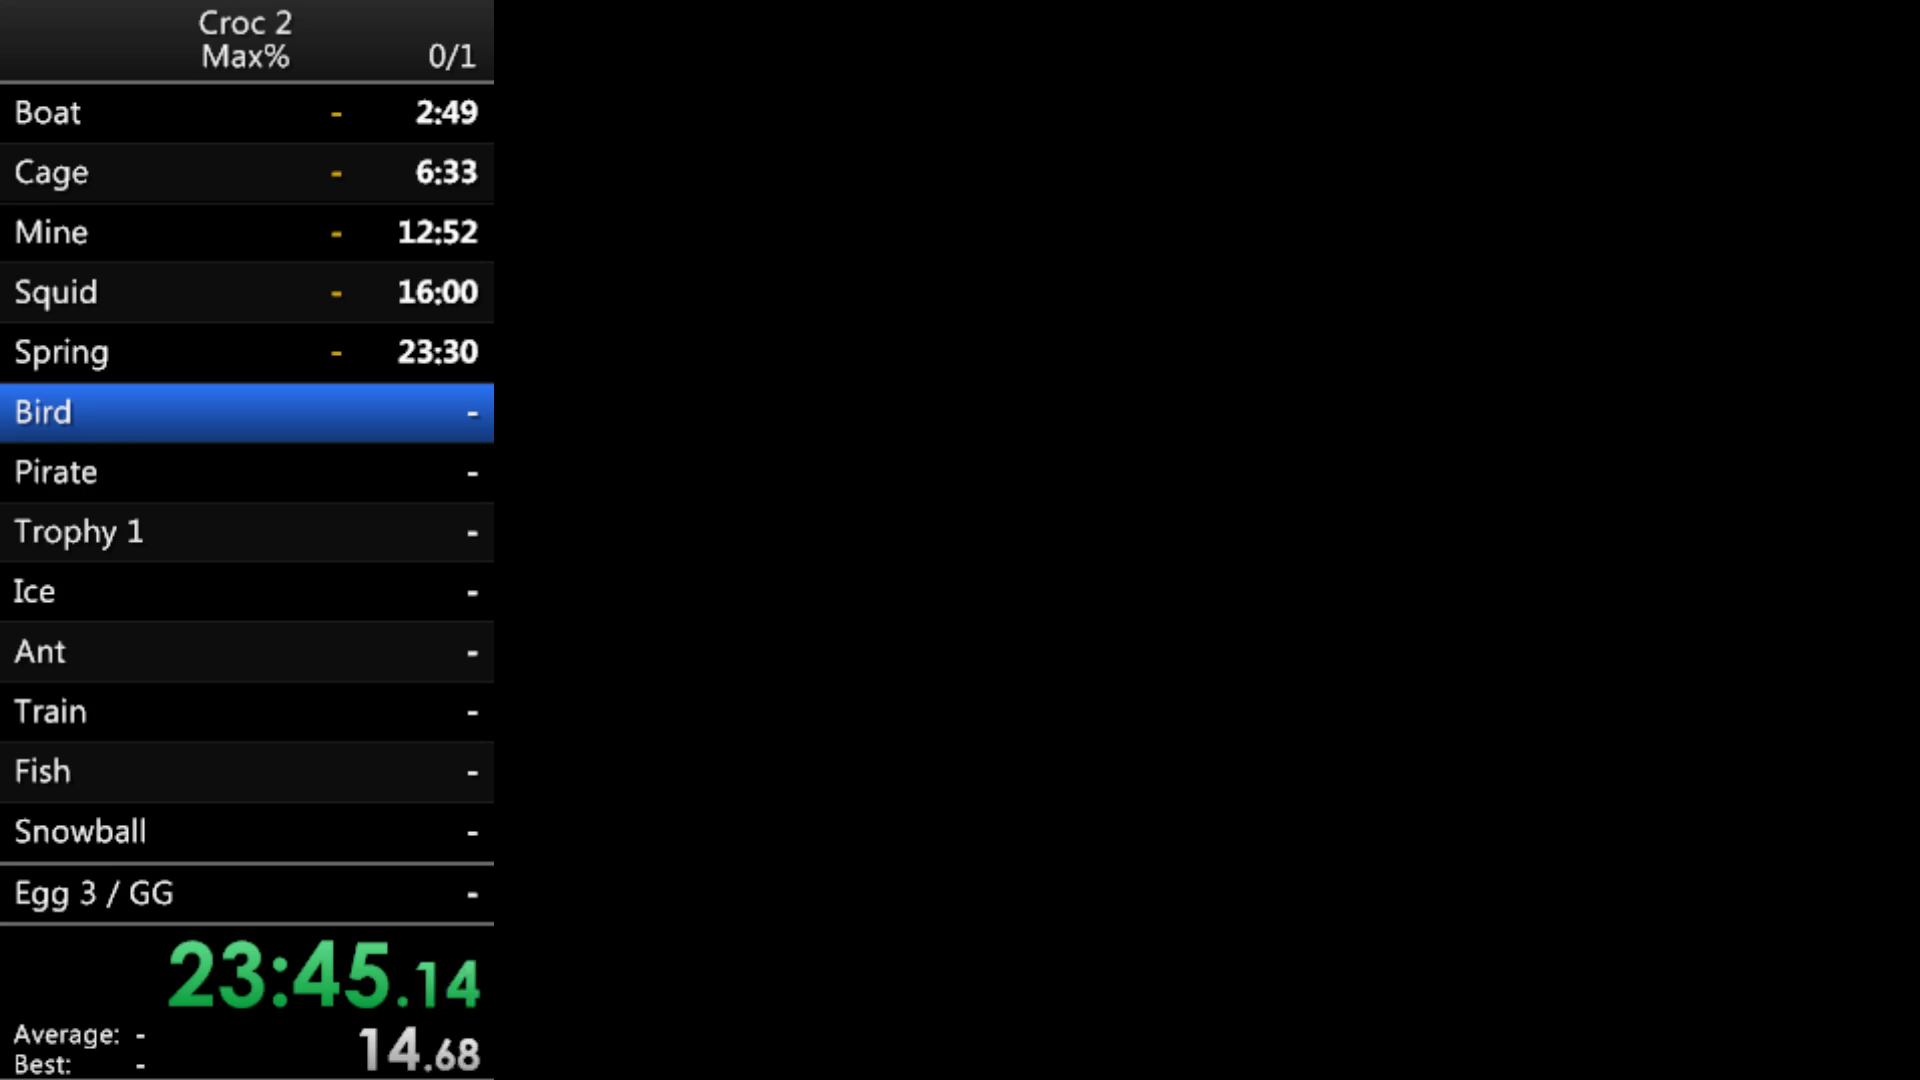 Croc 2
Max% 0/1
Boat - 2:49
Cage - 6:33
Mine - 12:52
Squid - 16:00
Spring - 23:30
Bird -
Pirate -
Trophy 1 -
Ice -
Ant -
Train -
Fish -
Snowball -
Egg 3 / GG -
23:45.14
Average: -
Best: -
14.68